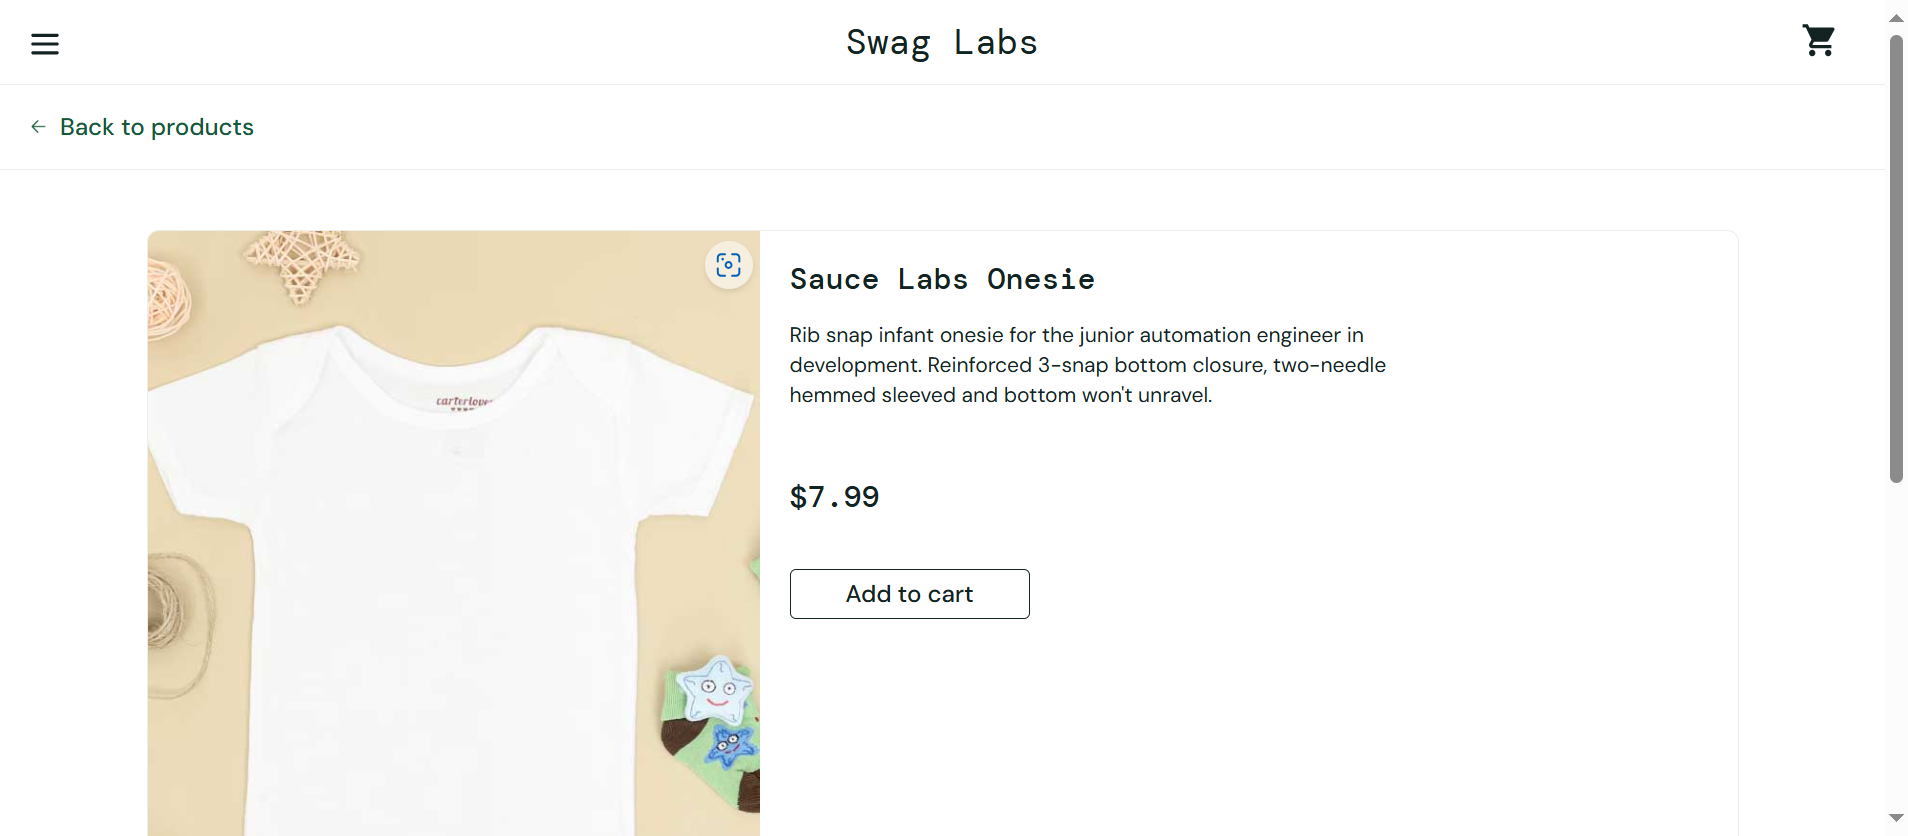 Swag Labs
Back to products
Sauce Labs Onesie
Rib snap infant onesie for the junior automation engineer in
development. Reinforced 3-snap bottom closure, two-needle
hemmed sleeved and bottom won't unravel.
$7.99
Add to cart